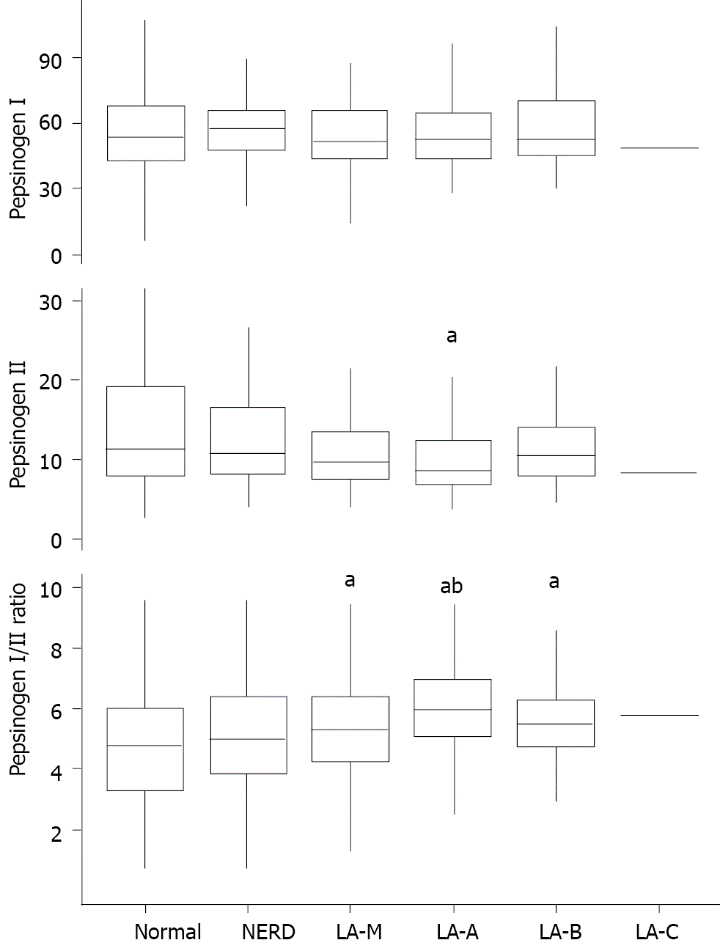 Pepsinogen I
90
60
30
0
Pepsinogen II
30
20
10
0
a
Pepsinogen I/II ratio
10
8
6
4
2
a
ab
a
Normal NERD LA-M LA-A LA-B LA-C